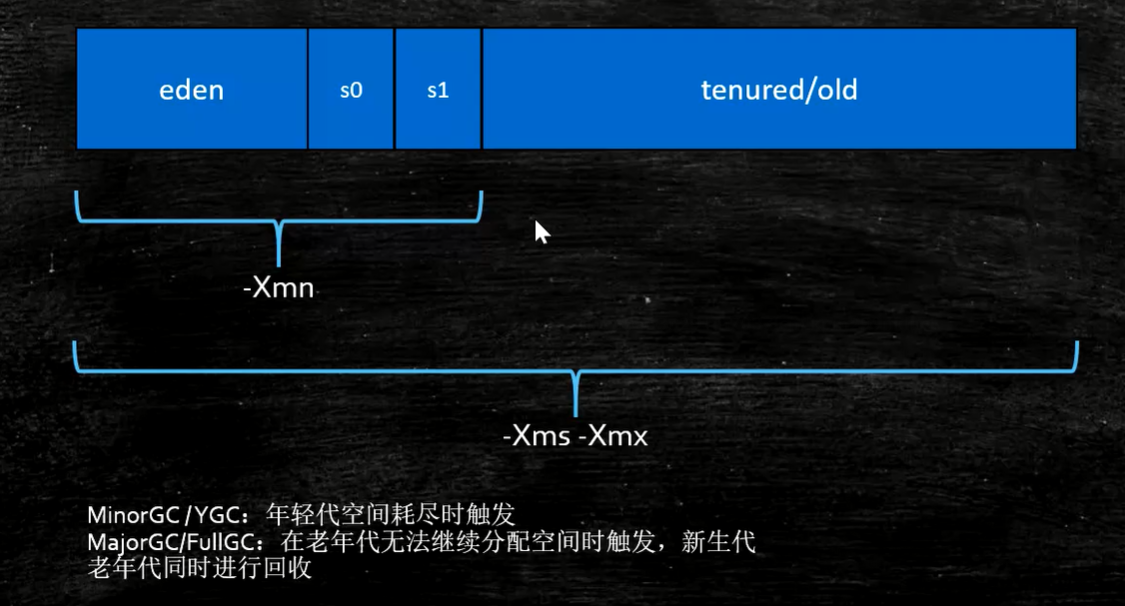 eden s0 s1 tenured/old
-Xmn
-Xms -Xmx
MinorGC/YGC：年轻代空间耗尽时触发
MajorGC/FullGC：在老年代无法继续分配空间时触发，新生代
老年代同时进行回收